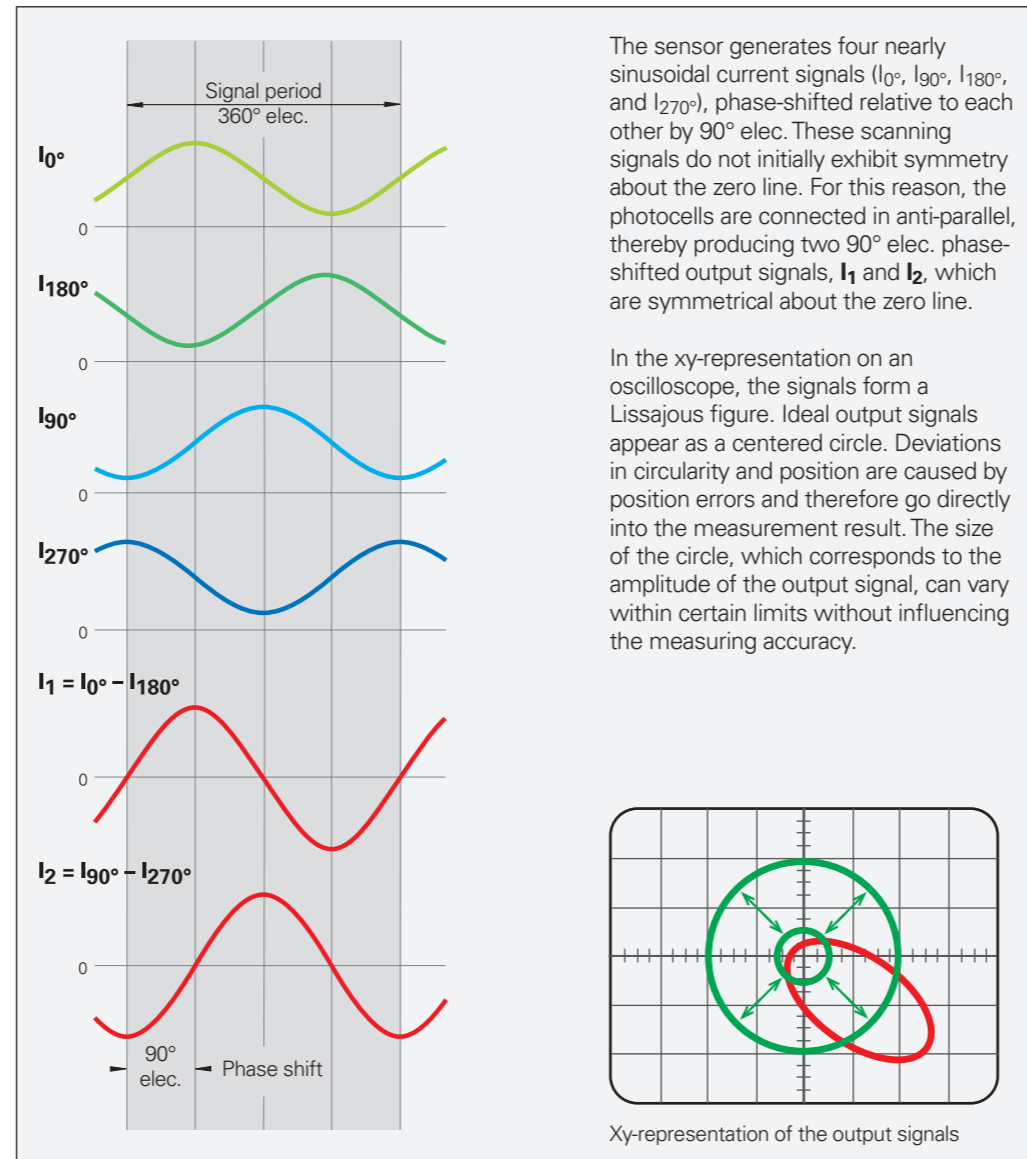 Signal period
360° elec.
I0°
0
I180°
0
I90°
0
I270°
0
I1 = I0° – I180°
0
I2 = I90° – I270°
0
90°
elec.
Phase shift
The sensor generates four nearly
sinusoidal current signals (I0°, I90°, I180°,
and I270°), phase-shifted relative to each
other by 90° elec. These scanning
signals do not initially exhibit symmetry
about the zero line. For this reason, the
photocells are connected in anti-parallel,
thereby producing two 90° elec. phase-
shifted output signals, I1 and I2, which
are symmetrical about the zero line.
In the xy-representation on an
oscilloscope, the signals form a
Lissajous figure. Ideal output signals
appear as a centered circle. Deviations
in circularity and position are caused by
position errors and therefore go directly
into the measurement result. The size
of the circle, which corresponds to the
amplitude of the output signal, can vary
within certain limits without influencing
the measuring accuracy.
Xy-representation of the output signals